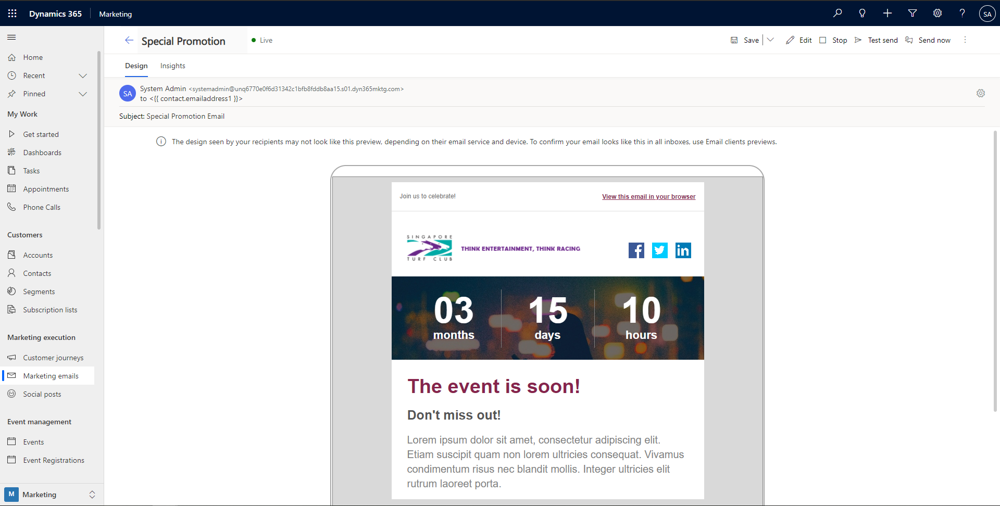 Dynamics 365
Marketing
SA
Home
Recent
Pinned
My Work
Get started
Dashboards
Tasks
Appointments
Phone Calls
Customers
Accounts
Contacts
Segments
Subscription lists
Marketing execution
Customer journeys
Marketing emails
Social posts
Event management
Events
Event Registrations
M Marketing
Special Promotion
Live
Save
Edit
Stop
Test send
Send now
Design
Insights
SA
System Admin <systemadmin@unq6770e0f6d31342c1bfb8fddb8aa15.s01.dyn365mktg.com>
to <{{ contact.emailaddress1 }}>
Subject: Special Promotion Email
The design seen by your recipients may not look like this preview, depending on their email service and device. To confirm your email looks like this in all inboxes, use Email clients previews.
Join us to celebrate!
View this email in your browser
SINGAPORE
TURF CLUB
THINK ENTERTAINMENT, THINK RACING
03
months
15
days
10
hours
The event is soon!
Don't miss out!
Lorem ipsum dolor sit amet, consectetur adipiscing elit.
Etiam suscipit quam non lorem ultricies consequat. Vivamus
condimentum risus nec blandit mollis. Integer ultricies elit
rutrum laoreet porta.